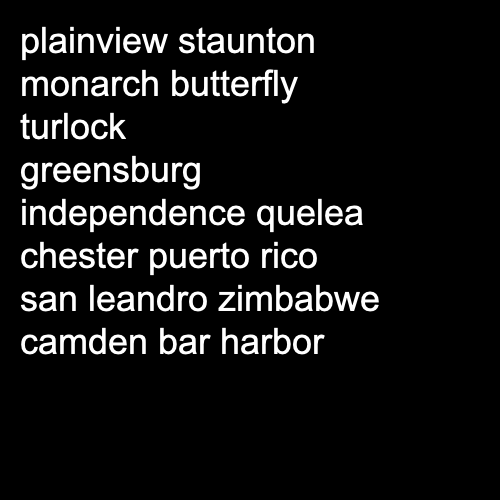 plainview staunton
monarch butterfly
turlock
greensburg
independence quelea
chester puerto rico
san leandro zimbabwe
camden bar harbor